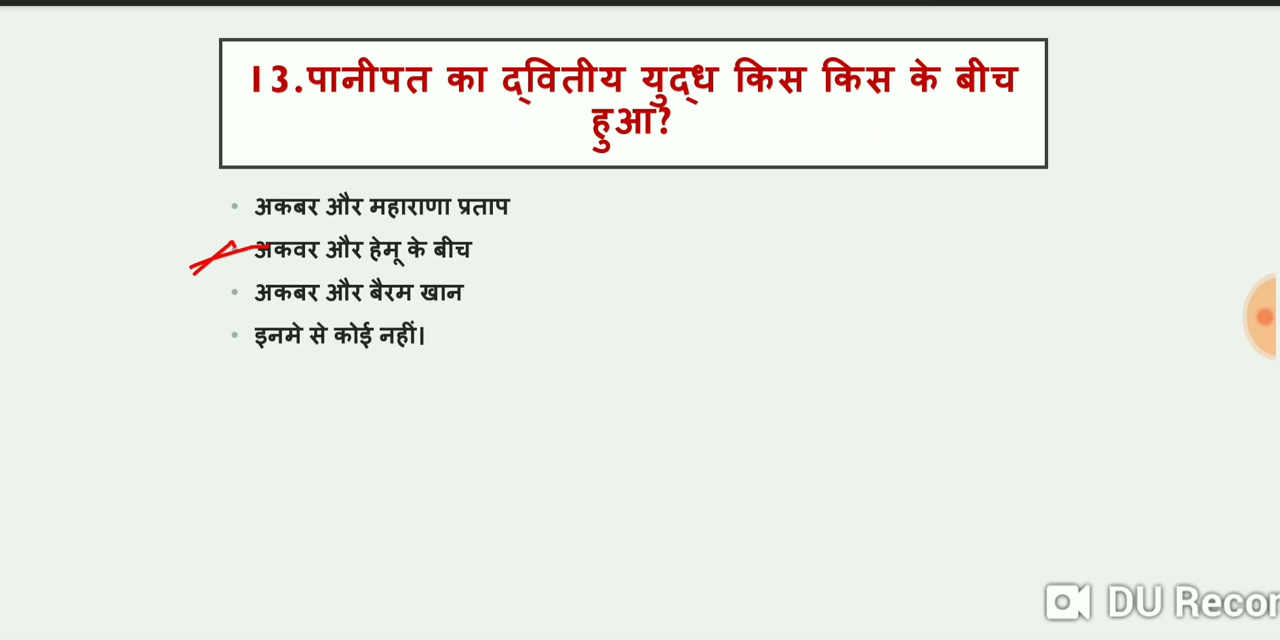 13.पानीपत का द्वितीय युद्ध किस किस के बीच
हुआ?
अकबर और महाराणा प्रताप
अकवर और हेमू के बीच
अकबर और बैरम खान
इनमे से कोई नहीं।
DU Recor